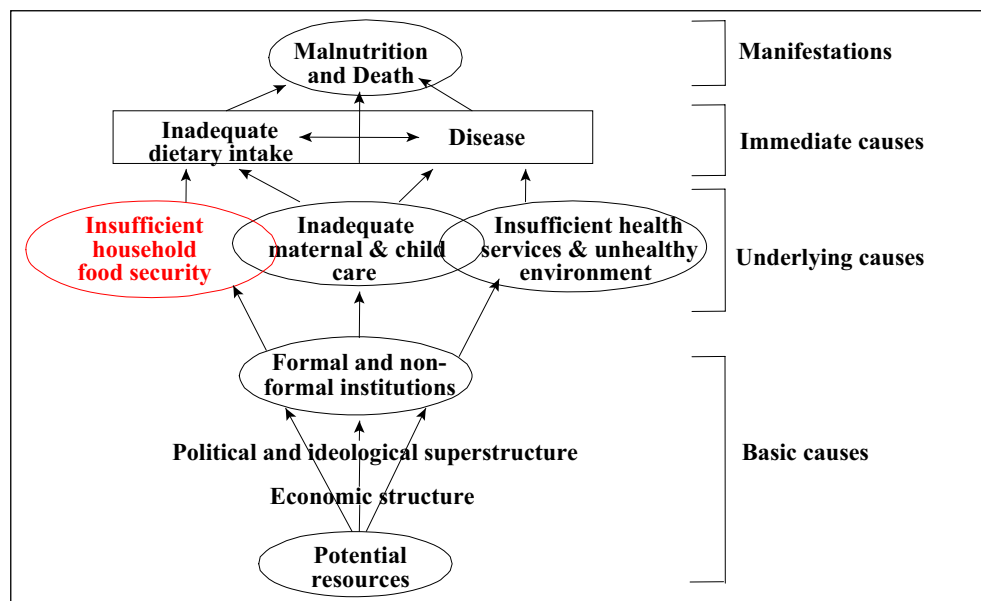 Malnutrition
and Death
Manifestations
Inadequate
dietary intake
Disease
Immediate causes
Insufficient
household
food security
Inadequate
maternal & child
care
Insufficient health
services & unhealthy
environment
Underlying causes
Formal and non-
formal institutions
Political and ideological superstructure
Basic causes
Economic structure
Potential
resources